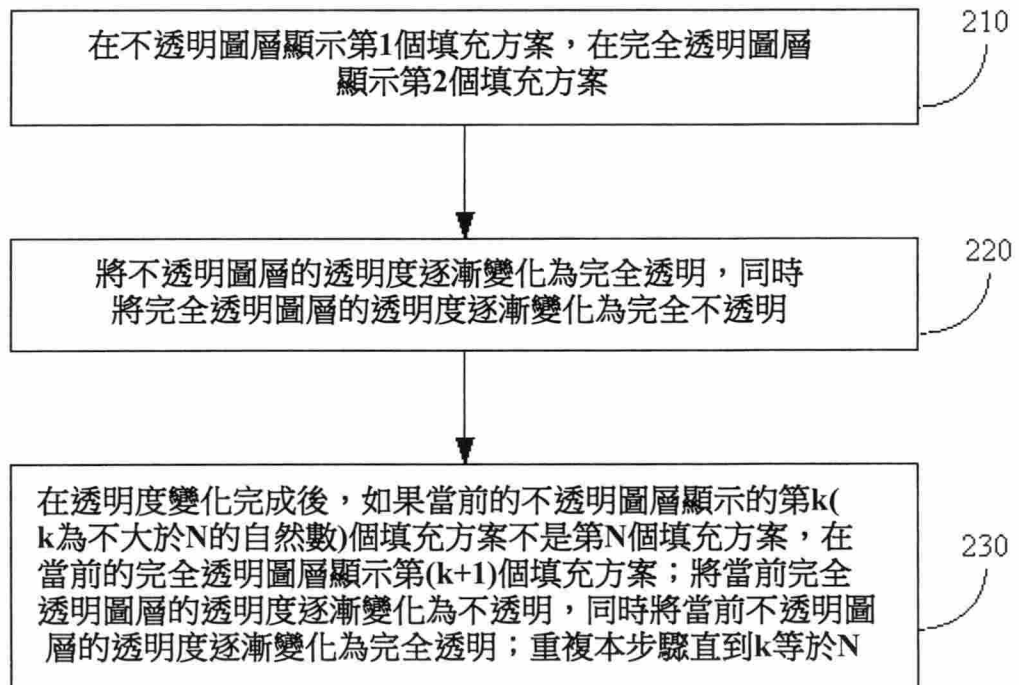 在不透明圖層顯示第1個填充方案，在完全透明圖層
顯示第2個填充方案
210
將不透明圖層的透明度逐漸變化為完全透明，同時
將完全透明圖層的透明度逐漸變化為完全不透明
220
在透明度變化完成後，如果當前的不透明圖層顯示的第k(
k為不大於N的自然數)個填充方案不是第N個填充方案，在
當前的完全透明圖層顯示第(k+1)個填充方案；將當前完全
透明圖層的透明度逐漸變化為不透明，同時將當前不透明圖
層的透明度逐漸變化為完全透明；重複本步驟直到k等於N
230